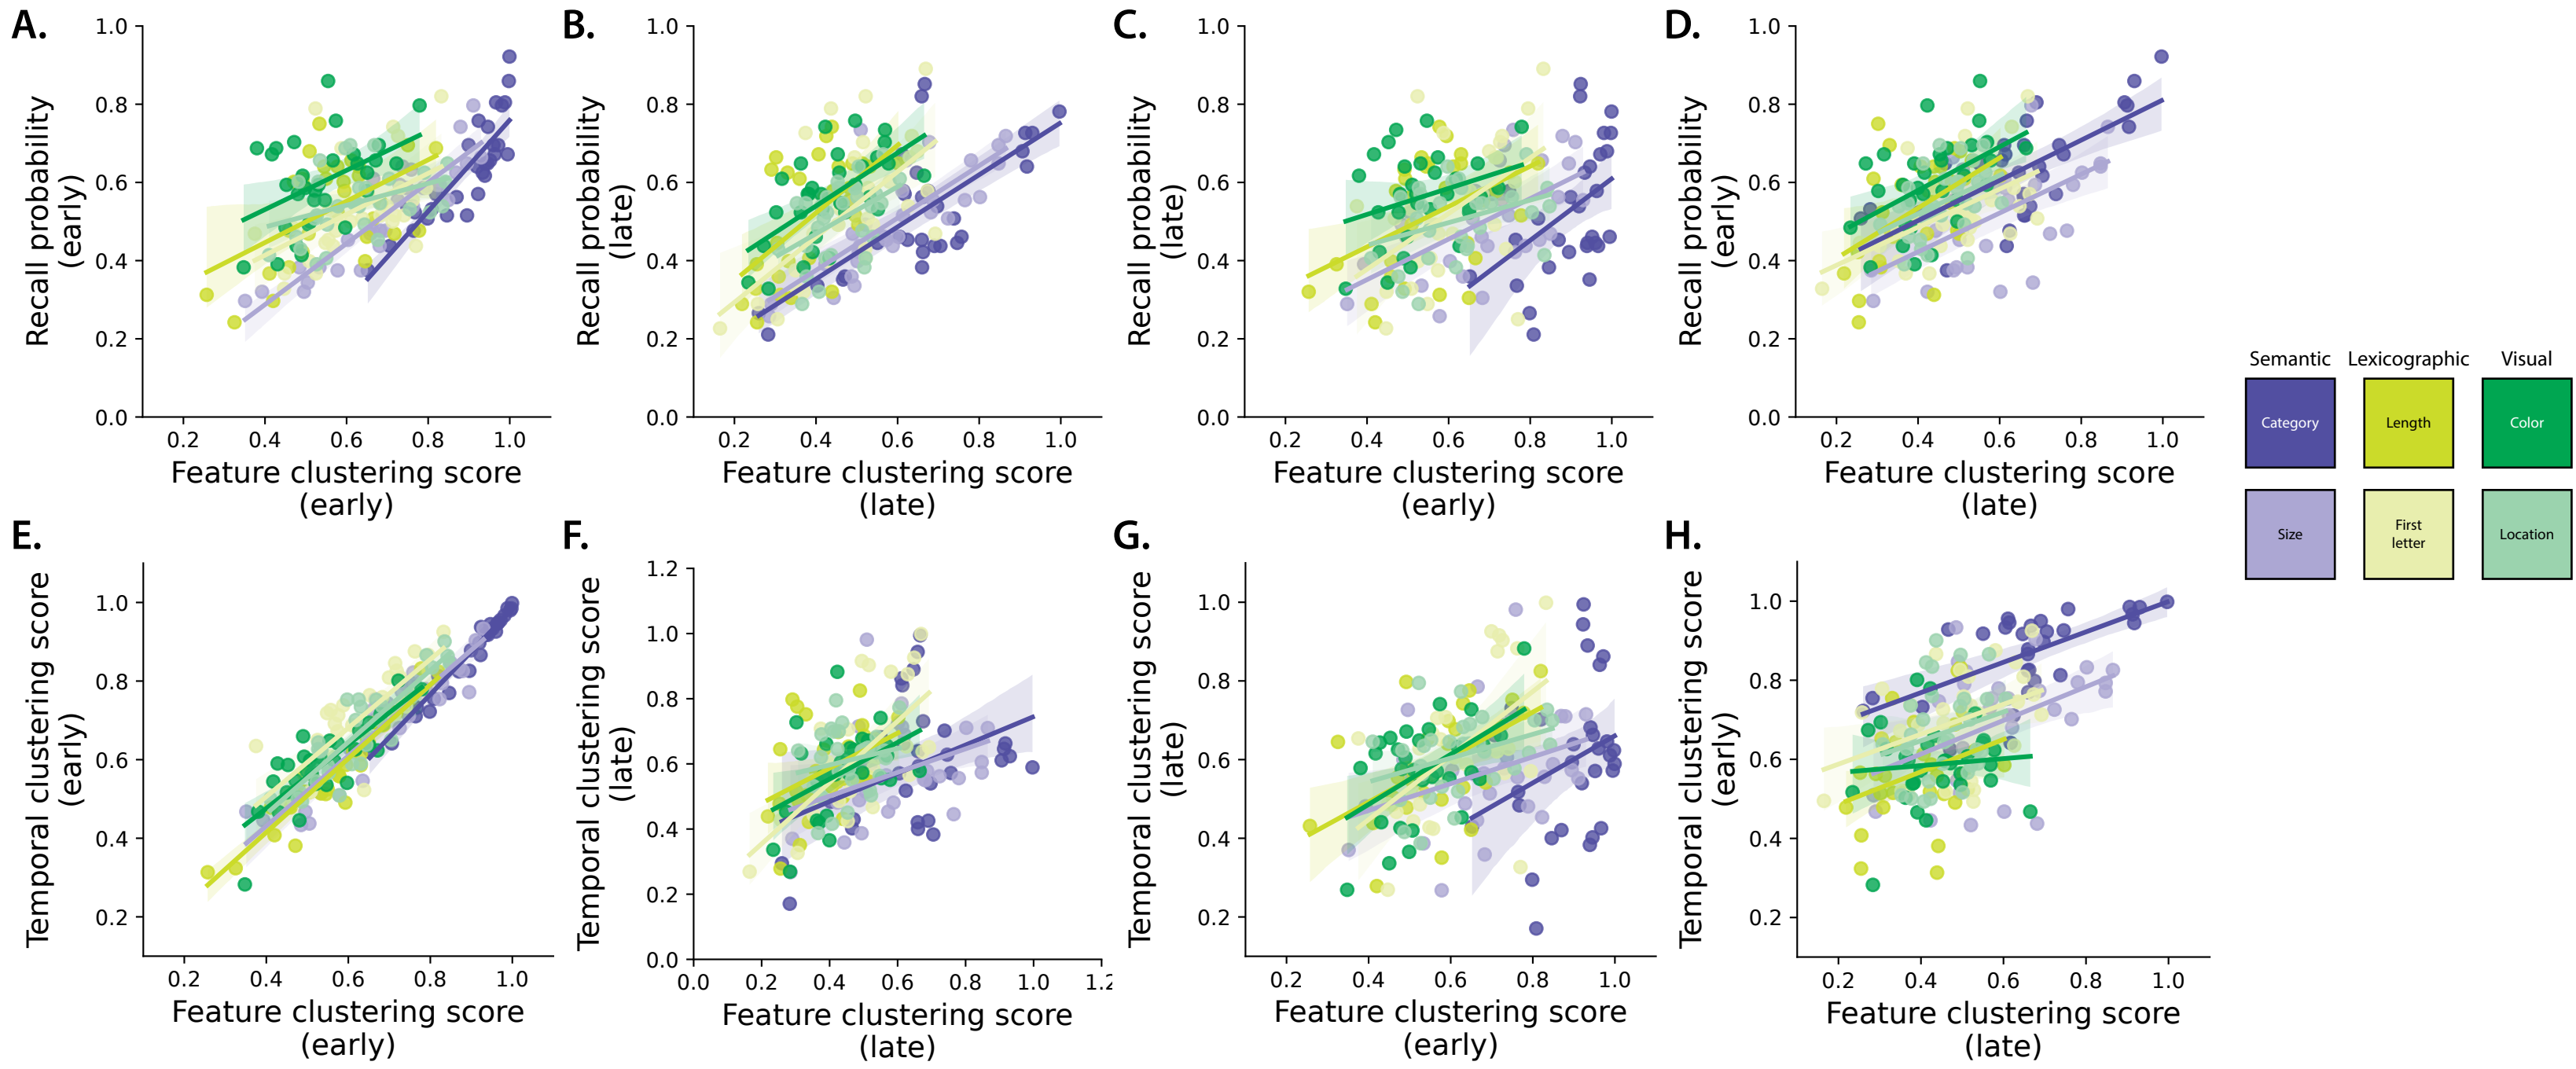 A.
1.0
0.8
0.6
0.4
0.2
0.0
Recall probability
(early)
0.2 0.4 0.6 0.8 1.0
Feature clustering score
(early)
B.
1.0
0.8
0.6
0.4
0.2
0.0
Recall probability
(late)
0.2 0.4 0.6 0.8 1.0
Feature clustering score
(late)
C.
1.0
0.8
0.6
0.4
0.2
0.0
Recall probability
(late)
0.2 0.4 0.6 0.8 1.0
Feature clustering score
(early)
D.
1.0
0.8
0.6
0.4
0.2
0.0
Recall probability
(early)
0.2 0.4 0.6 0.8 1.0
Feature clustering score
(late)
Semantic Lexicographic Visual
Category Length Color
Size First letter Location
E.
1.0
0.8
0.6
0.4
0.2
Temporal clustering score
(early)
0.2 0.4 0.6 0.8 1.0
Feature clustering score
(early)
F.
1.2
1.0
0.8
0.6
0.4
0.2
0.0
Temporal clustering score
(late)
0.0 0.2 0.4 0.6 0.8 1.0 1.2
Feature clustering score
(late)
G.
1.0
0.8
0.6
0.4
0.2
Temporal clustering score
(late)
0.2 0.4 0.6 0.8 1.0
Feature clustering score
(early)
H.
1.0
0.8
0.6
0.4
0.2
Temporal clustering score
(early)
0.2 0.4 0.6 0.8 1.0
Feature clustering score
(late)